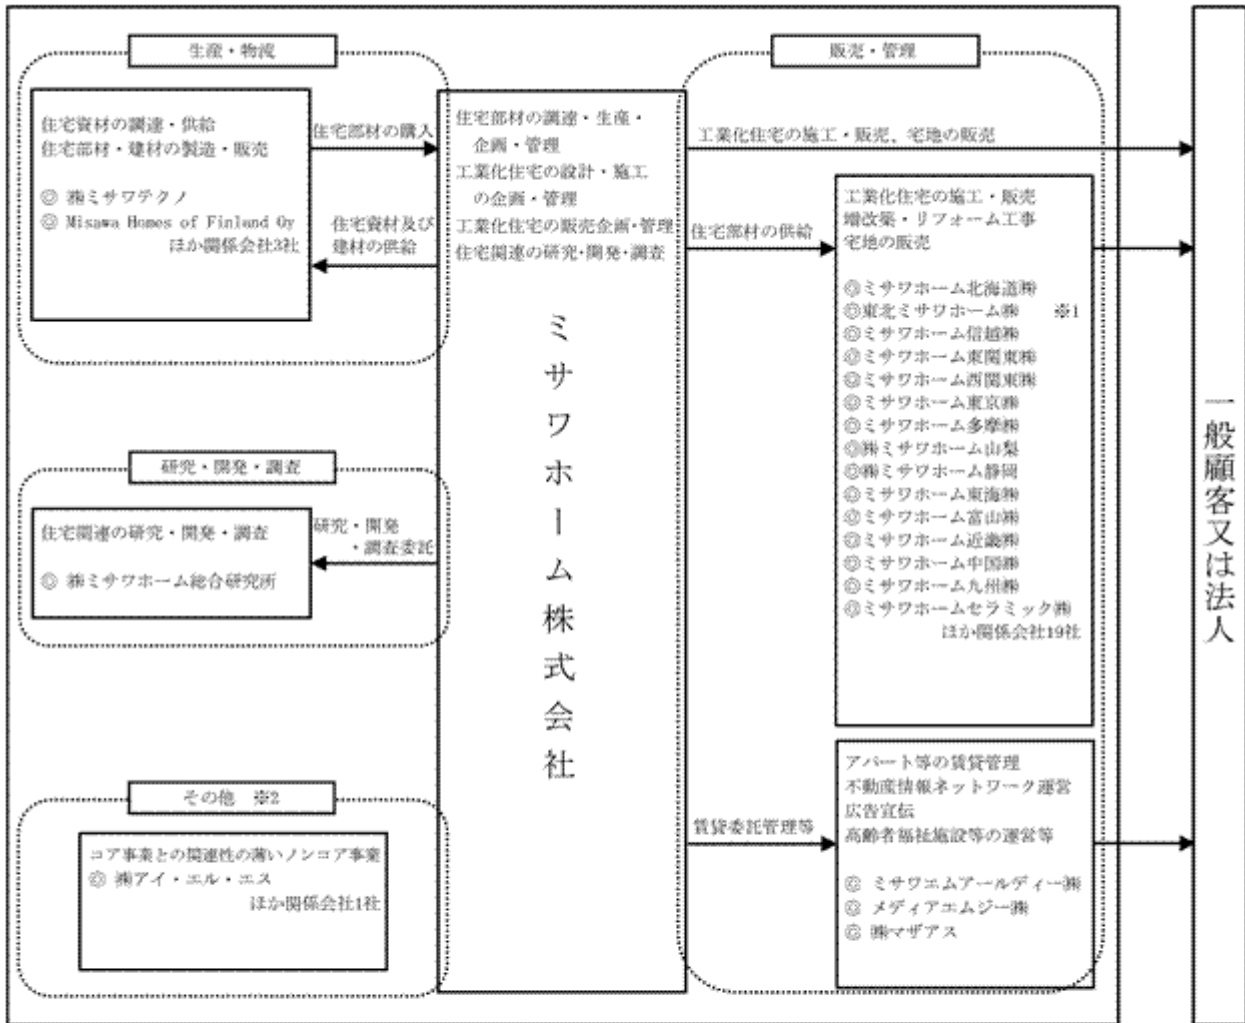 生産・物流
住宅資材の調達・供給
住宅部材・建材の製造・販売
◎ ㈱ミサワテクノ
◎ Misawa Homes of Finland Oy
ほか関係会社3社
住宅部材の購入
住宅資材及び
建材の供給
研究・開発・調査
住宅関連の研究・開発・調査
◎ ㈱ミサワホーム総合研究所
研究・開発
・調査委託
その他 ※2
コア事業との関連性の薄いノンコア事業
◎ ㈱アイ・エル・エス
ほか関係会社1社
住宅部材の調達・生産・
企画・管理
工業化住宅の設計・施工
の企画・管理
工業化住宅の販売企画・管理
住宅関連の研究・開発・調査
ミサワホーム株式会社
販売・管理
工業化住宅の施工・販売、宅地の販売
住宅部材の供給
工業化住宅の施工・販売
増改築・リフォーム工事
宅地の販売
◎ミサワホーム北海道㈱
◎東北ミサワホーム㈱ ※1
◎ミサワホーム信越㈱
◎ミサワホーム東関東㈱
◎ミサワホーム西関東㈱
◎ミサワホーム東京㈱
◎ミサワホーム多摩㈱
◎㈱ミサワホーム山梨
◎㈱ミサワホーム静岡
◎ミサワホーム東海㈱
◎ミサワホーム富山㈱
◎ミサワホーム近畿㈱
◎ミサワホーム中国㈱
◎ミサワホーム九州㈱
◎ミサワホームセラミック㈱
ほか関係会社19社
賃貸委託管理等
アパート等の賃貸管理
不動産情報ネットワーク運営
広告宣伝
高齢者福祉施設等の運営等
◎ ミサワエムアールディー㈱
◎ メディアエムジー㈱
◎ ㈱マザアス
一般顧客又は法人